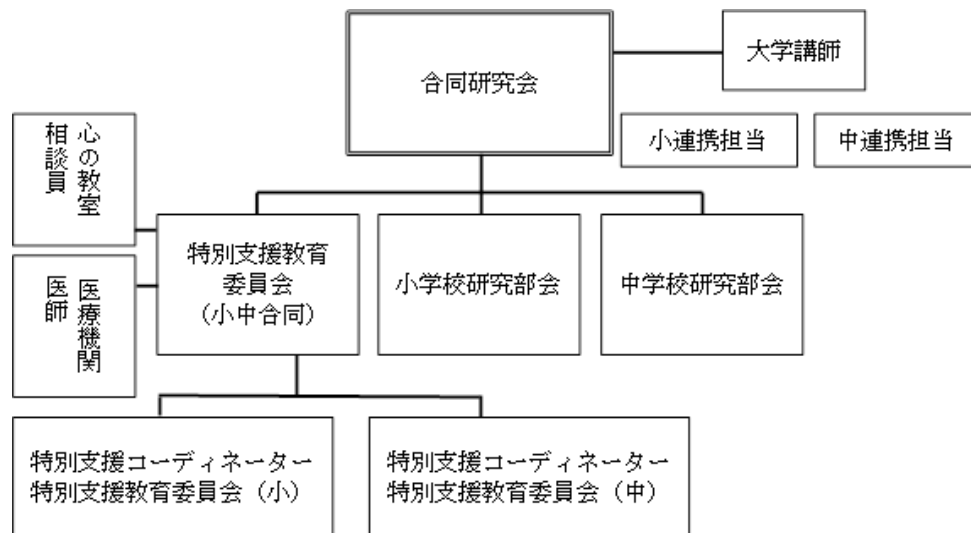 合同研究会
大学講師
小連携担当
中連携担当
心の教室
相談員
医療機関
医師
特別支援教育
委員会
(小中合同)
小学校研究部会
中学校研究部会
特別支援コーディネーター
特別支援教育委員会(小)
特別支援コーディネーター
特別支援教育委員会(中)